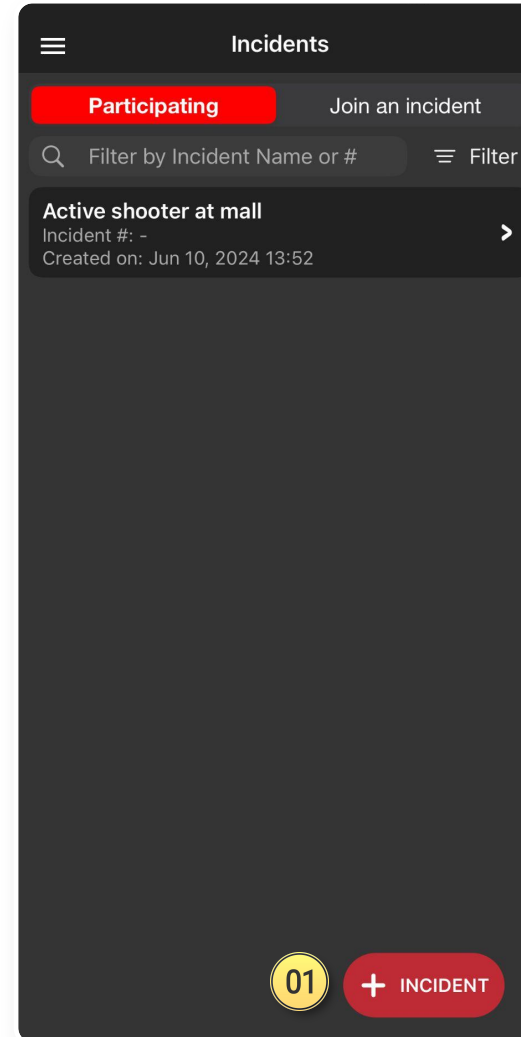 Incidents
Participating
Join an incident
Filter by Incident Name or #
Filter
Active shooter at mall
Incident #: -
Created on: Jun 10, 2024 13:52
01
+ INCIDENT